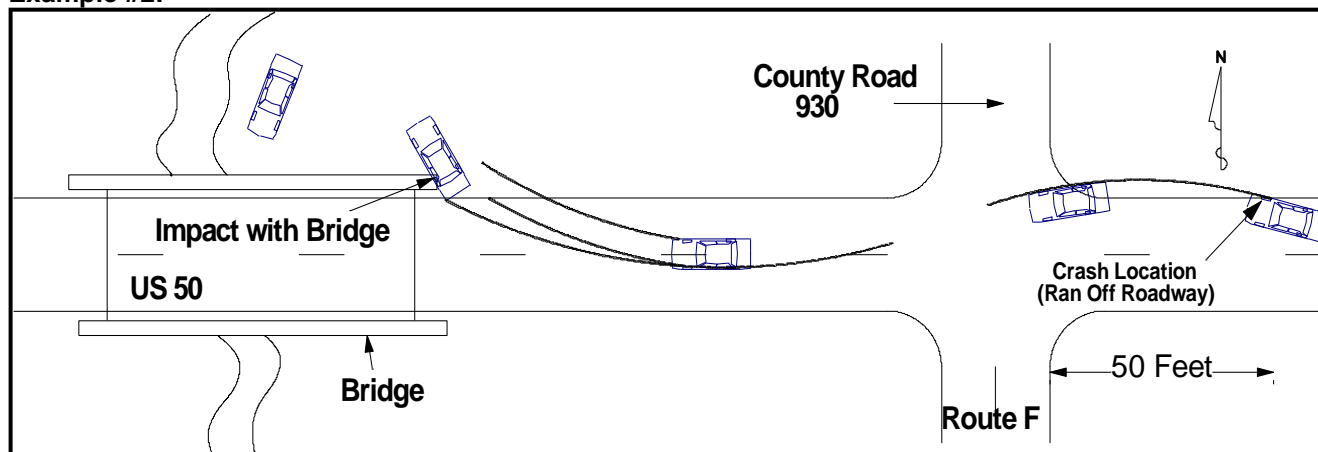 County Road
930
N
Impact with Bridge
US 50
Crash Location
(Ran Off Roadway)
50 Feet
Bridge
Route F